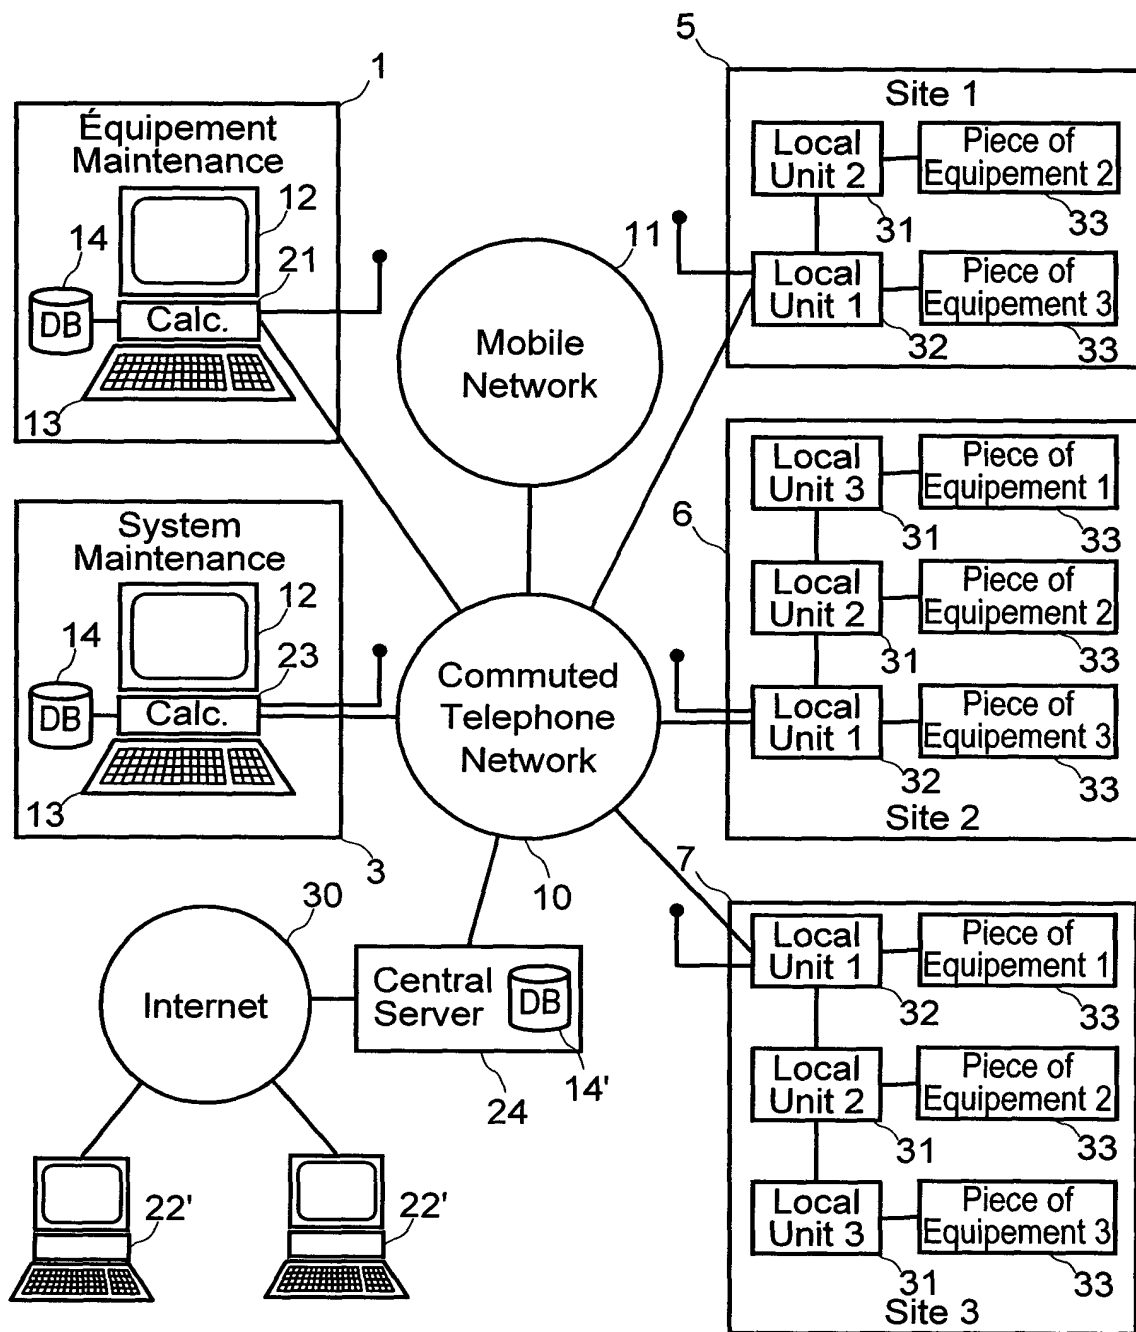 1
Équipement
Maintenance
12
14
21
DB
Calc.
13
11
Mobile
Network
5
Site 1
Local
Unit 2
Piece of
Equipement 2
31
33
Local
Unit 1
Piece of
Equipement 3
32
33
System
Maintenance
12
14
23
DB
Calc.
13
3
Commuted
Telephone
Network
10
6
Local
Unit 3
Piece of
Equipement 1
31
33
Local
Unit 2
Piece of
Equipement 2
31
33
Local
Unit 1
Piece of
Equipement 3
32
33
Site 2
30
Internet
Central
Server
DB
24
14'
22'
22'
7
Local
Unit 1
Piece of
Equipement 1
32
33
Local
Unit 2
Piece of
Equipement 2
31
33
Local
Unit 3
Piece of
Equipement 3
31
33
Site 3